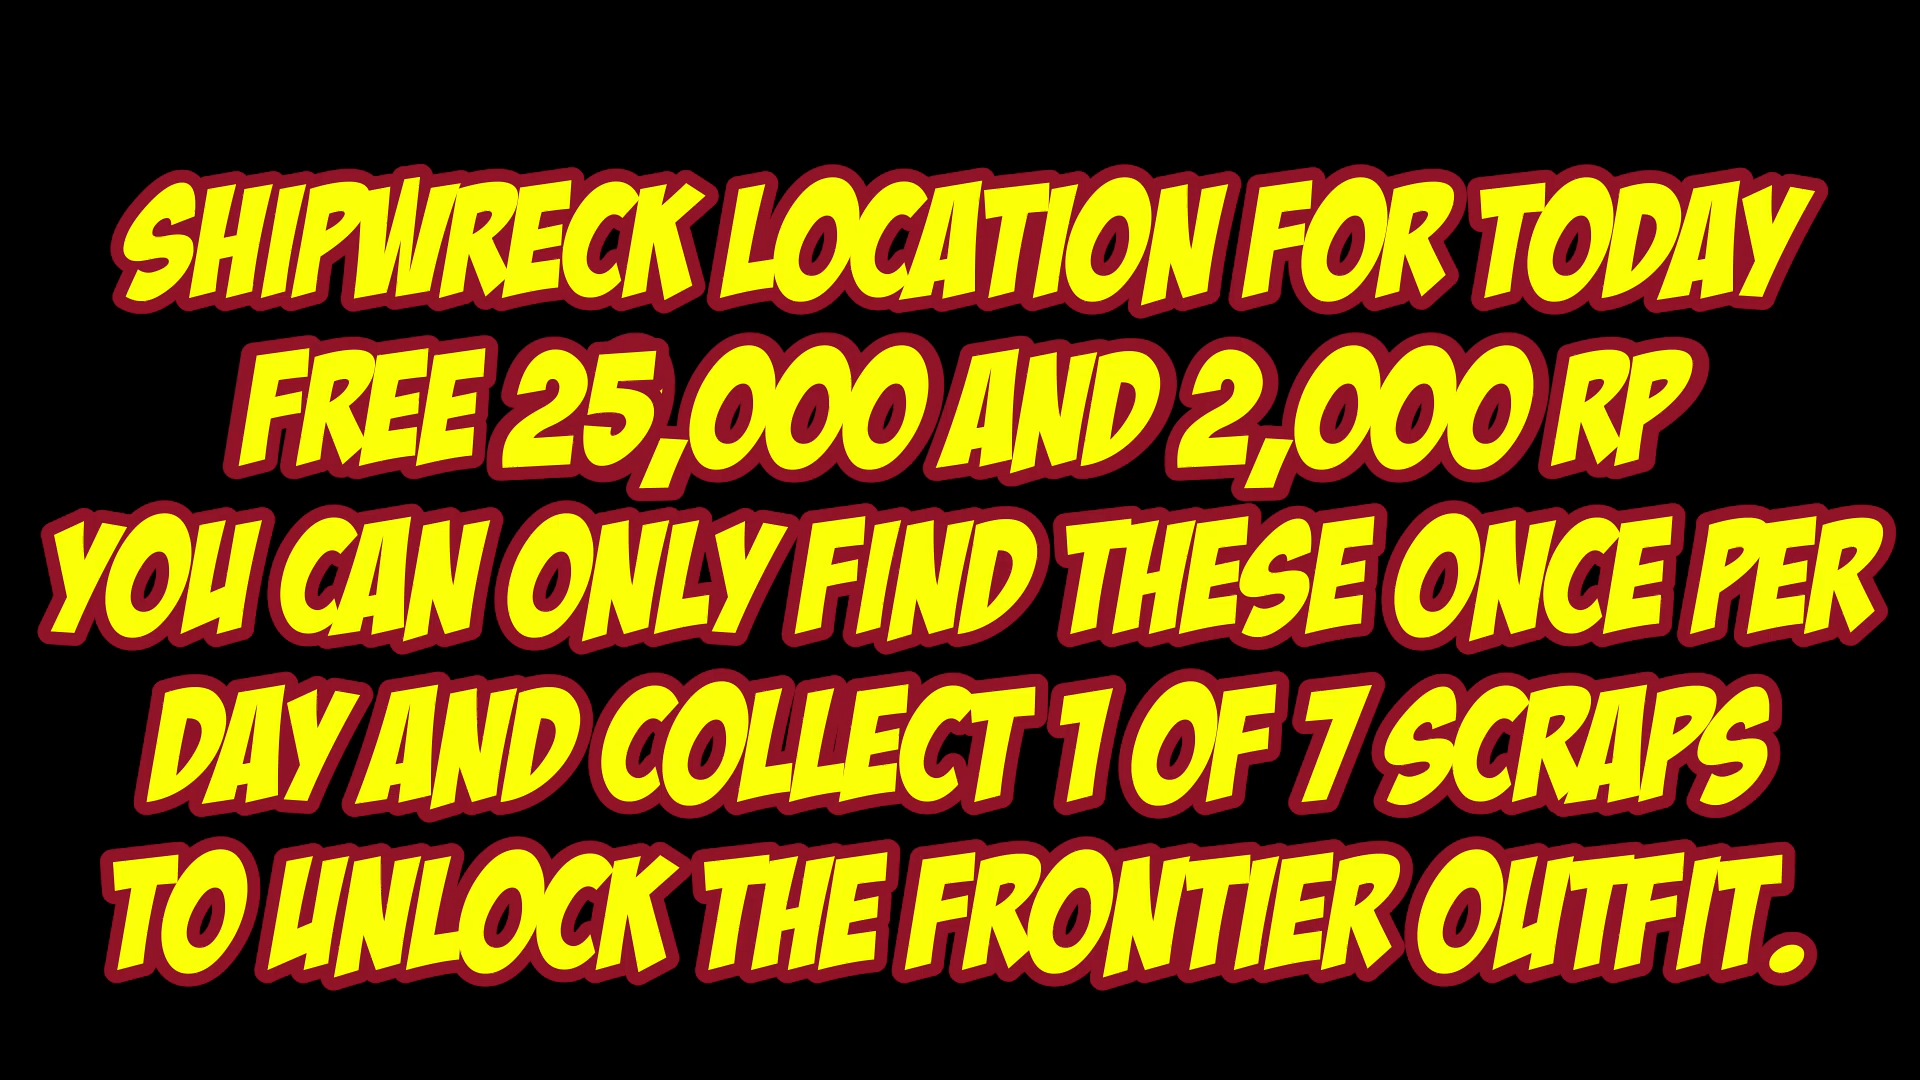 SHIPWRECK LOCATION FOR TODAY
FREE 25,000 AND 2,000 RP
YOU CAN ONLY FIND THESE ONCE PER
DAY AND COLLECT 1 OF 7 SCRAPS
TO UNLOCK THE FRONTIER OUTFIT.